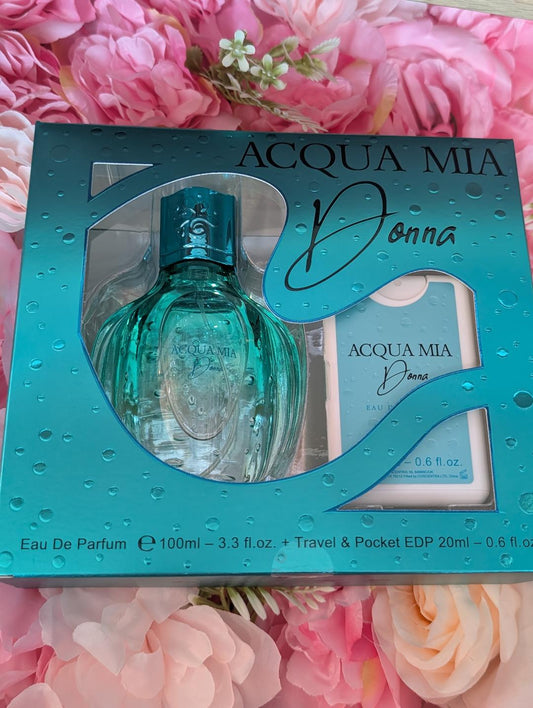 ACQUA MIA
Donna
ACQUA MIA
Donna
ACQUA MIA
Donna
EAU D
0.6 fl.oz.
Eau De Parfum e 100ml – 3.3 fl.oz. + Travel & Pocket EDP 20ml – 0.6 fl.oz